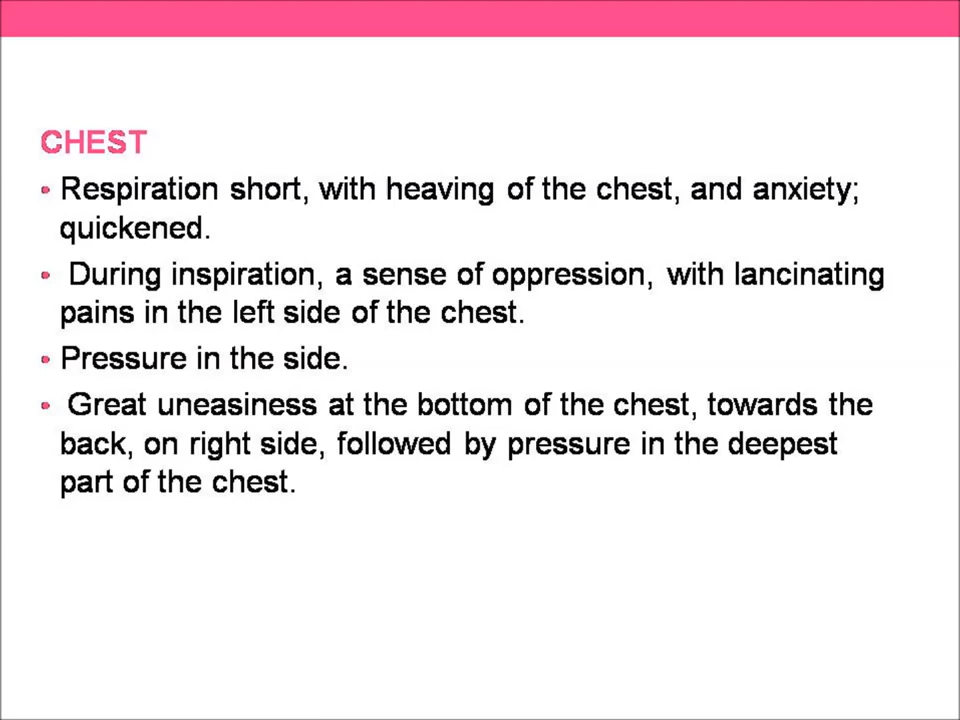 CHEST
• Respiration short, with heaving of the chest, and anxiety;
quickened.
• During inspiration, a sense of oppression, with lancinating
pains in the left side of the chest.
• Pressure in the side.
• Great uneasiness at the bottom of the chest, towards the
back, on right side, followed by pressure in the deepest
part of the chest.